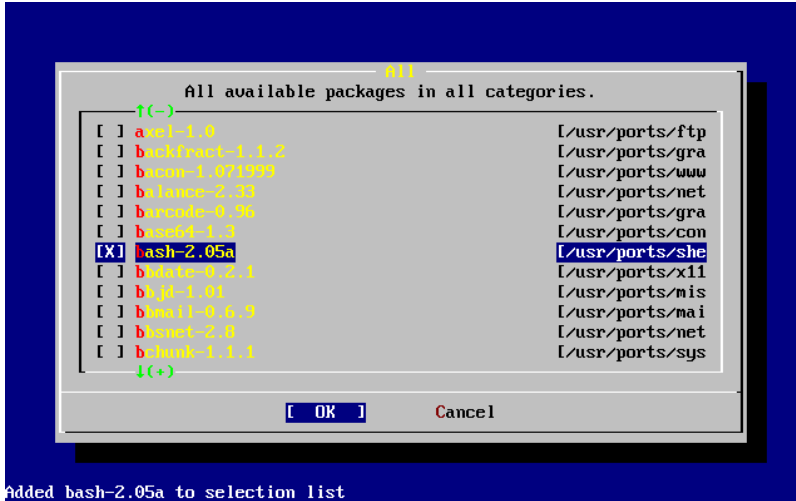 All
All available packages in all categories.
↑(-)
[ ] axel-1.0 [/usr/ports/ftp
[ ] backfract-1.1.2 [/usr/ports/gra
[ ] bacon-1.071999 [/usr/ports/www
[ ] balance-2.33 [/usr/ports/net
[ ] barcode-0.96 [/usr/ports/gra
[ ] base64-1.3 [/usr/ports/con
[X] bash-2.05a [/usr/ports/she
[ ] bbdate-0.2.1 [/usr/ports/x11
[ ] bbjd-1.01 [/usr/ports/mis
[ ] bbmail-0.6.9 [/usr/ports/mai
[ ] bbsnet-2.8 [/usr/ports/net
[ ] bchunk-1.1.1 [/usr/ports/sys
↓(+)
[ OK ] Cancel
Added bash-2.05a to selection list